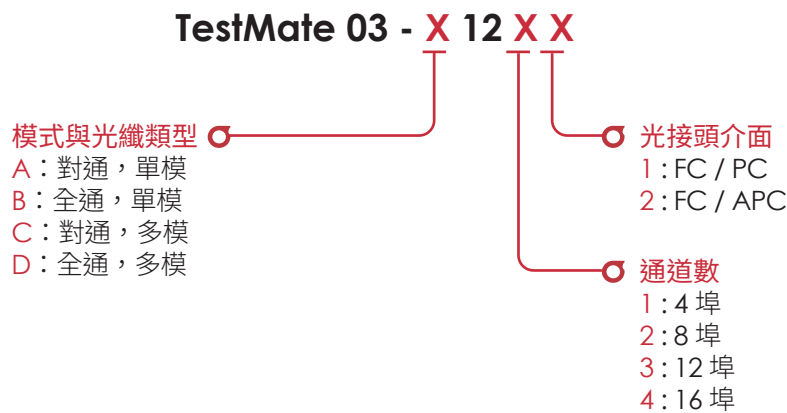 TestMate 03 - X 12 X X
模式與光纖類型
A：對通，單模
B：全通，單模
C：對通，多模
D：全通，多模
光接頭介面
1 : FC / PC
2 : FC / APC
通道數
1 : 4 埠
2 : 8 埠
3 : 12 埠
4 : 16 埠